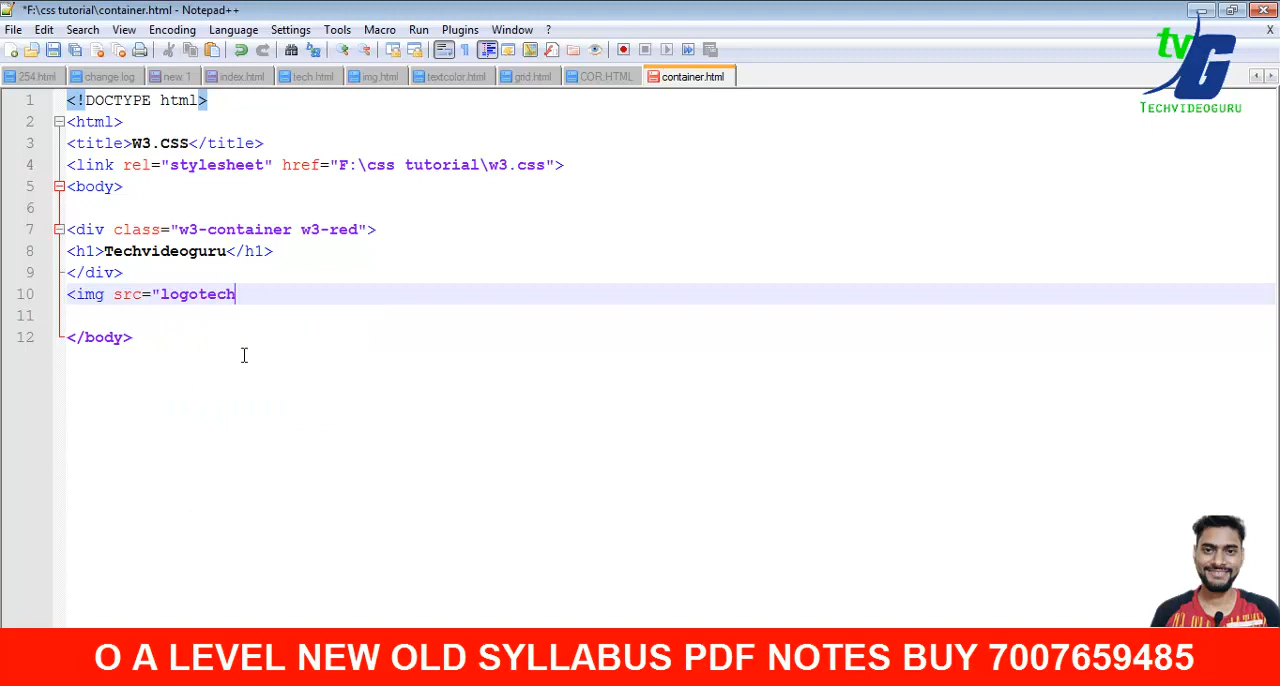 *F:\css tutorial\container.html - Notepad++
File Edit Search View Encoding Language Settings Tools Macro Run Plugins Window ? X
254.html change log new 1 index.html tech.html img.html textcolor.html grid.html COR.HTML container.html
tvG
TECHVIDEOGURU
1 <!DOCTYPE html>
2 <html>
3 <title>W3.CSS</title>
4 <link rel="stylesheet" href="F:\css tutorial\w3.css">
5 <body>
6
7 <div class="w3-container w3-red">
8 <h1>Techvideoguru</h1>
9 </div>
10 <img src="logotech
11
12 </body>
O A LEVEL NEW OLD SYLLABUS PDF NOTES BUY 7007659485